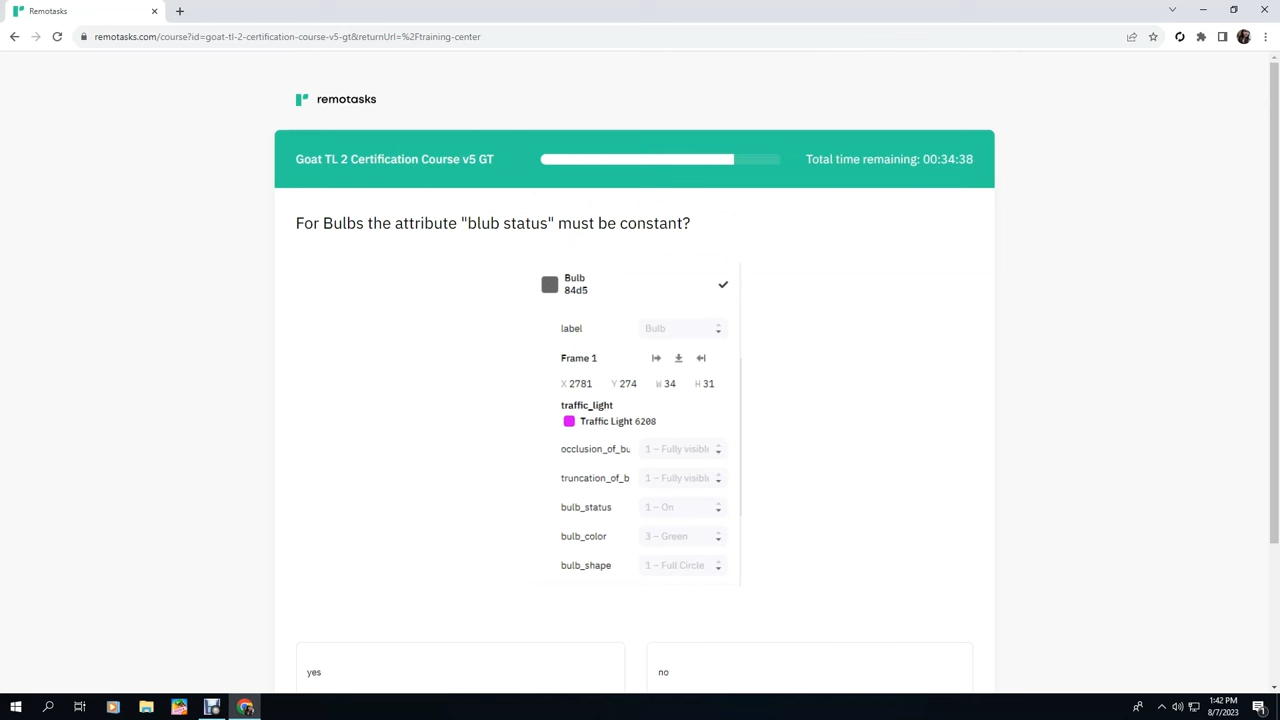 Remotasks
remotasks.com/course?id=goat-tl-2-certification-course-v5-gt&returnUrl=%2Ftraining-center
remotasks
Goat TL 2 Certification Course v5 GT
Total time remaining: 00:34:38
For Bulbs the attribute "blub status" must be constant?
Bulb
84d5
label Bulb
Frame 1
X 2781 Y 274 W 34 H 31
traffic_light
Traffic Light 6208
occlusion_of_bu 1 – Fully visible
truncation_of_b 1 – Fully visible
bulb_status 1 – On
bulb_color 3 – Green
bulb_shape 1 – Full Circle
yes no
1:42 PM
8/7/2023
1